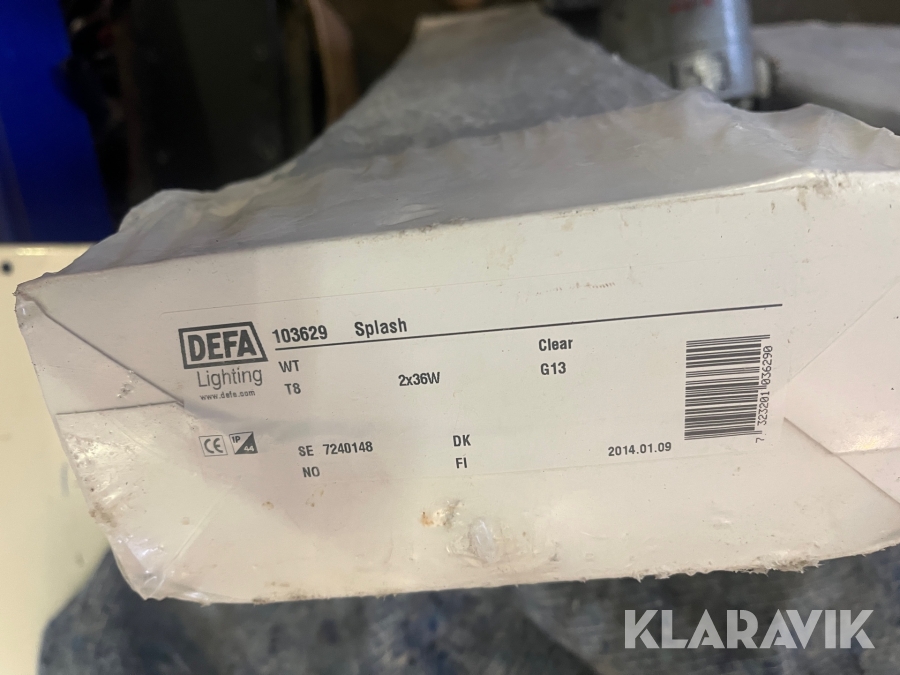 DEFA
Lighting
www.defa.com
103629 Splash
WT Clear
T8 2x36W G13
CE IP 44
SE 7240148 DK
NO FI
2014.01.09
7 323201 036290
KLARAVIK